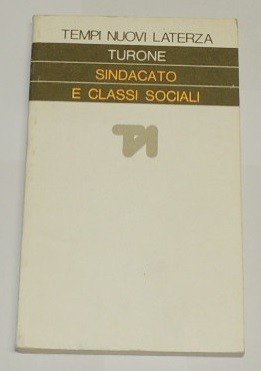 TEMPI NUOVI LATERZA
TURONE
SINDACATO
E CLASSI SOCIALI